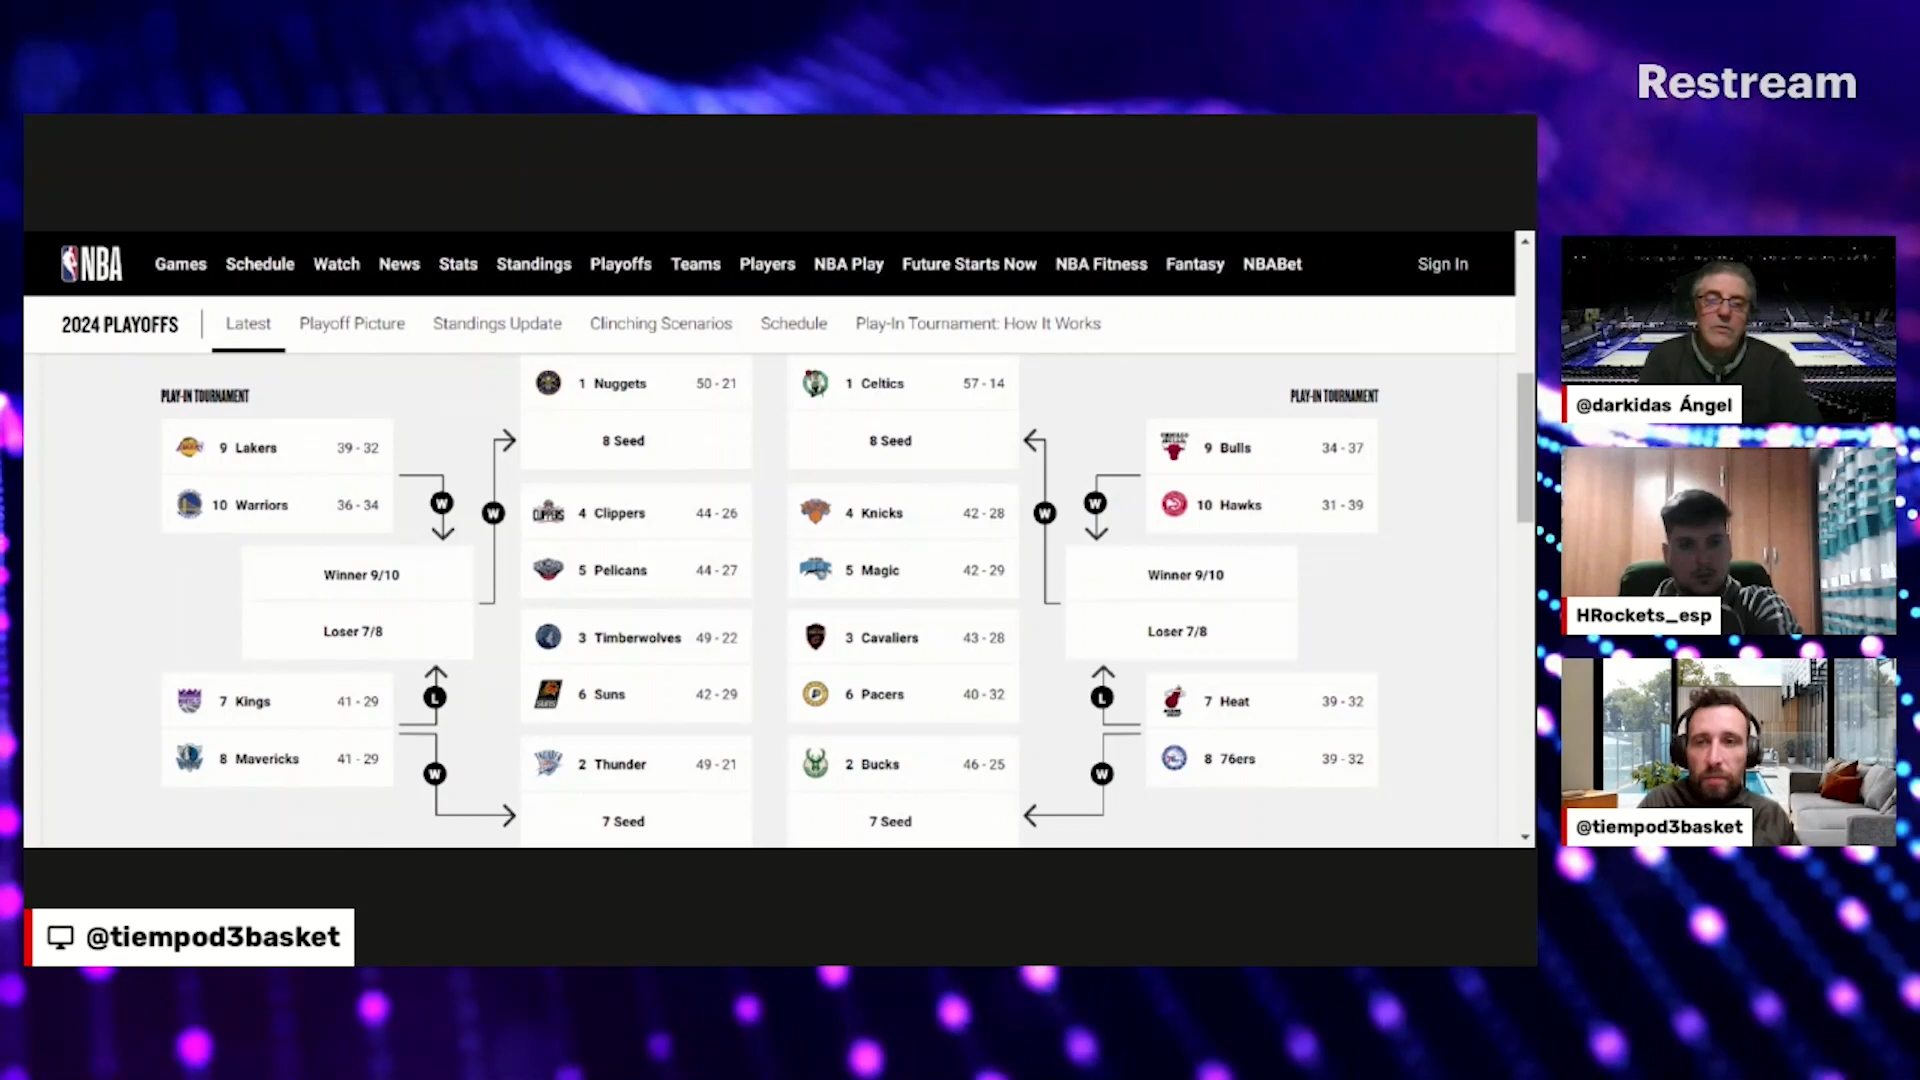 Restream
NBA
Games Schedule Watch News Stats Standings Playoffs Teams Players NBA Play Future Starts Now NBA Fitness Fantasy NBABet Sign In
2024 PLAYOFFS Latest Playoff Picture Standings Update Clinching Scenarios Schedule Play-In Tournament: How It Works
PLAY-IN TOURNAMENT
9 Lakers 39 - 32
10 Warriors 36 - 34
W
W
Winner 9/10
Loser 7/8
L
7 Kings 41 - 29
8 Mavericks 41 - 29
W
1 Nuggets 50 - 21
8 Seed
CLIPPERS
4 Clippers 44 - 26
5 Pelicans 44 - 27
3 Timberwolves 49 - 22
6 Suns 42 - 29
2 Thunder 49 - 21
7 Seed
1 Celtics 57 - 14
8 Seed
4 Knicks 42 - 28
5 Magic 42 - 29
3 Cavaliers 43 - 28
6 Pacers 40 - 32
2 Bucks 46 - 25
7 Seed
PLAY-IN TOURNAMENT
9 Bulls 34 - 37
10 Hawks 31 - 39
W
W
Winner 9/10
Loser 7/8
L
7 Heat 39 - 32
8 76ers 39 - 32
W
@darkidas Ángel
HRockets_esp
@tiempod3basket
@tiempod3basket